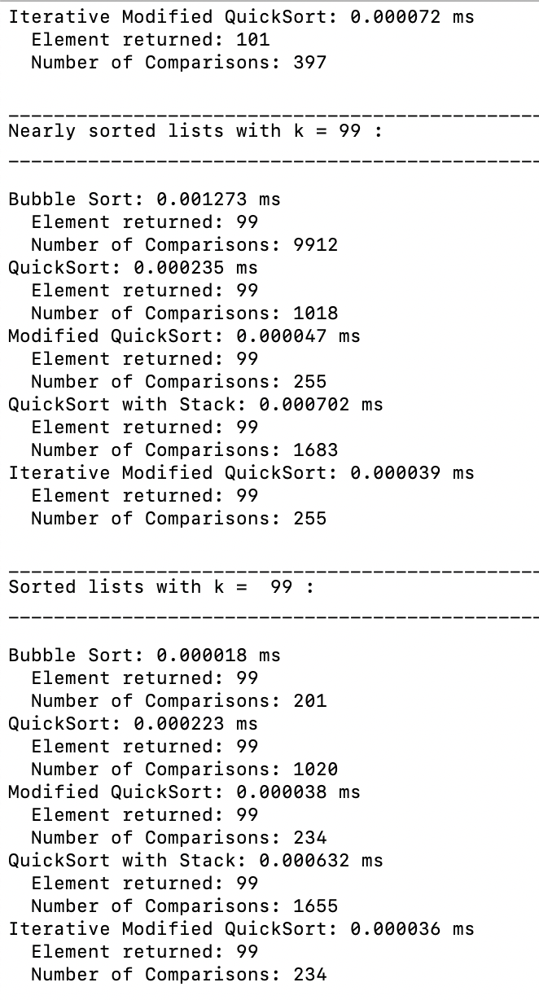 Iterative Modified QuickSort: 0.000072 ms
  Element returned: 101
  Number of Comparisons: 397
_______________________________________________
Nearly sorted lists with k = 99 :
_______________________________________________
Bubble Sort: 0.001273 ms
  Element returned: 99
  Number of Comparisons: 9912
QuickSort: 0.000235 ms
  Element returned: 99
  Number of Comparisons: 1018
Modified QuickSort: 0.000047 ms
  Element returned: 99
  Number of Comparisons: 255
QuickSort with Stack: 0.000702 ms
  Element returned: 99
  Number of Comparisons: 1683
Iterative Modified QuickSort: 0.000039 ms
  Element returned: 99
  Number of Comparisons: 255
_______________________________________________
Sorted lists with k =  99 :
_______________________________________________
Bubble Sort: 0.000018 ms
  Element returned: 99
  Number of Comparisons: 201
QuickSort: 0.000223 ms
  Element returned: 99
  Number of Comparisons: 1020
Modified QuickSort: 0.000038 ms
  Element returned: 99
  Number of Comparisons: 234
QuickSort with Stack: 0.000632 ms
  Element returned: 99
  Number of Comparisons: 1655
Iterative Modified QuickSort: 0.000036 ms
  Element returned: 99
  Number of Comparisons: 234